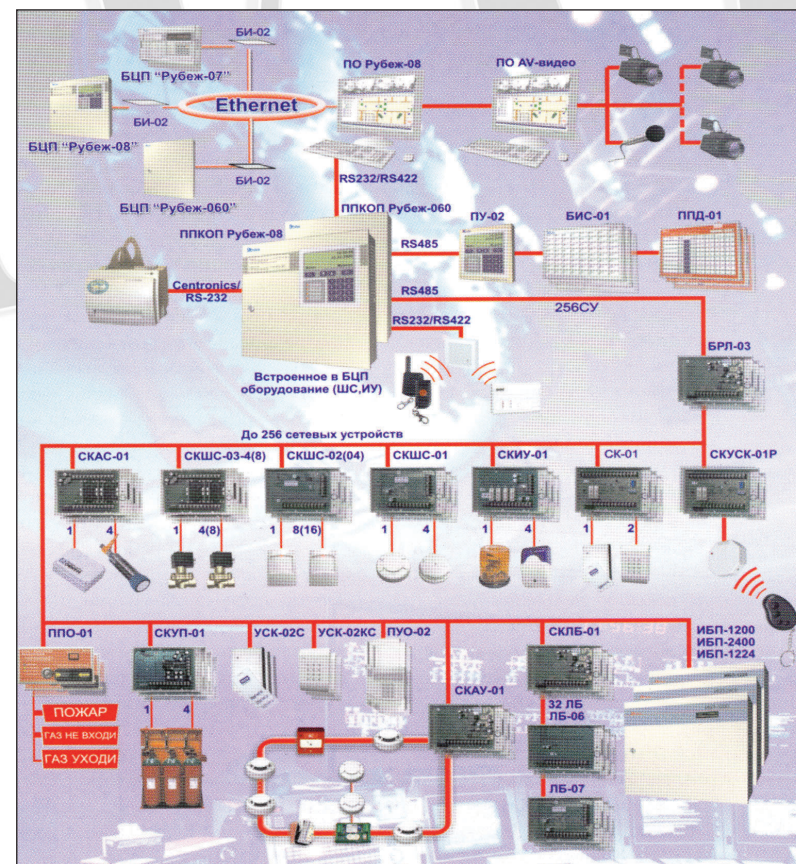 БИ-02
ПО Рубеж-08
ПО AV-видео
БЦП “Рубеж-07”
Ethernet
БИ-02
БЦП “Рубеж-08”
БИ-02
БЦП “Рубеж-060”
RS232/RS422
ППКОП Рубеж-060
ППКОП Рубеж-08
ПУ-02
БИС-01
ППД-01
RS485
Centronics/
RS-232
RS485
256СУ
RS232/RS422
БРЛ-03
Встроенное в БЦП
оборудование (ШС,ИУ)
До 256 сетевых устройств
СКАС-01
СКШС-03-4(8)
СКШС-02(04)
СКШС-01
СКИУ-01
СК-01
СКУСК-01Р
1 4
1 4(8)
1 8(16)
1 4
1 4
1 2
ППО-01
СКУП-01
УСК-02С
УСК-02КС
ПУО-02
СКАУ-01
СКЛБ-01
ИБП-1200
ИБП-2400
ИБП-1224
1 4
ПОЖАР
ГАЗ НЕ ВХОДИ
ГАЗ УХОДИ
32 ЛБ
ЛБ-06
ЛБ-07